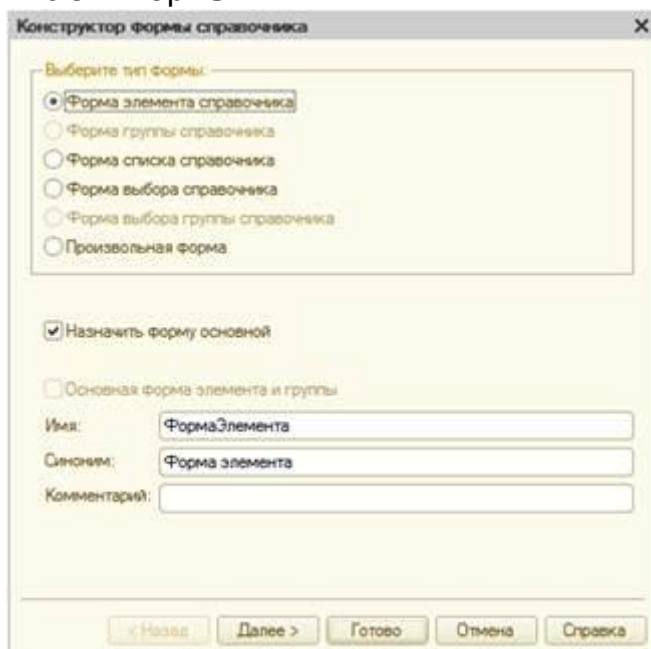 Конструктор формы справочника
Выберите тип формы:
Форма элемента справочника
Форма группы справочника
Форма списка справочника
Форма выбора справочника
Форма выбора группы справочника
Произвольная форма
Назначить форму основной
Основная форма элемента и группы
Имя: ФормаЭлемента
Синоним: Форма элемента
Комментарий:
< Назад Далее > Готово Отмена Справка